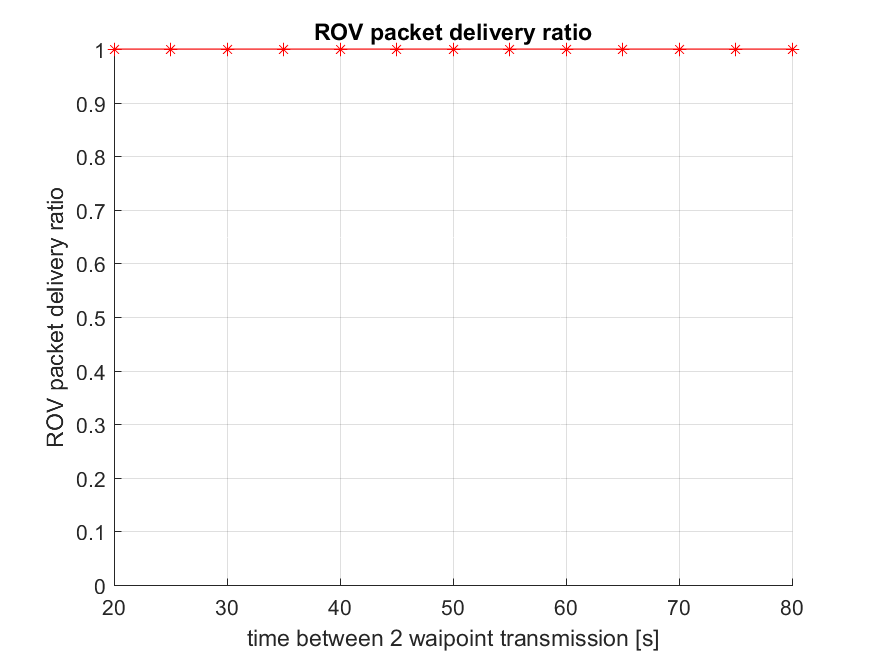 ROV packet delivery ratio
1
0.9
0.8
0.7
0.6
0.5
0.4
0.3
0.2
0.1
0
ROV packet delivery ratio
20 30 40 50 60 70 80
time between 2 waipoint transmission [s]